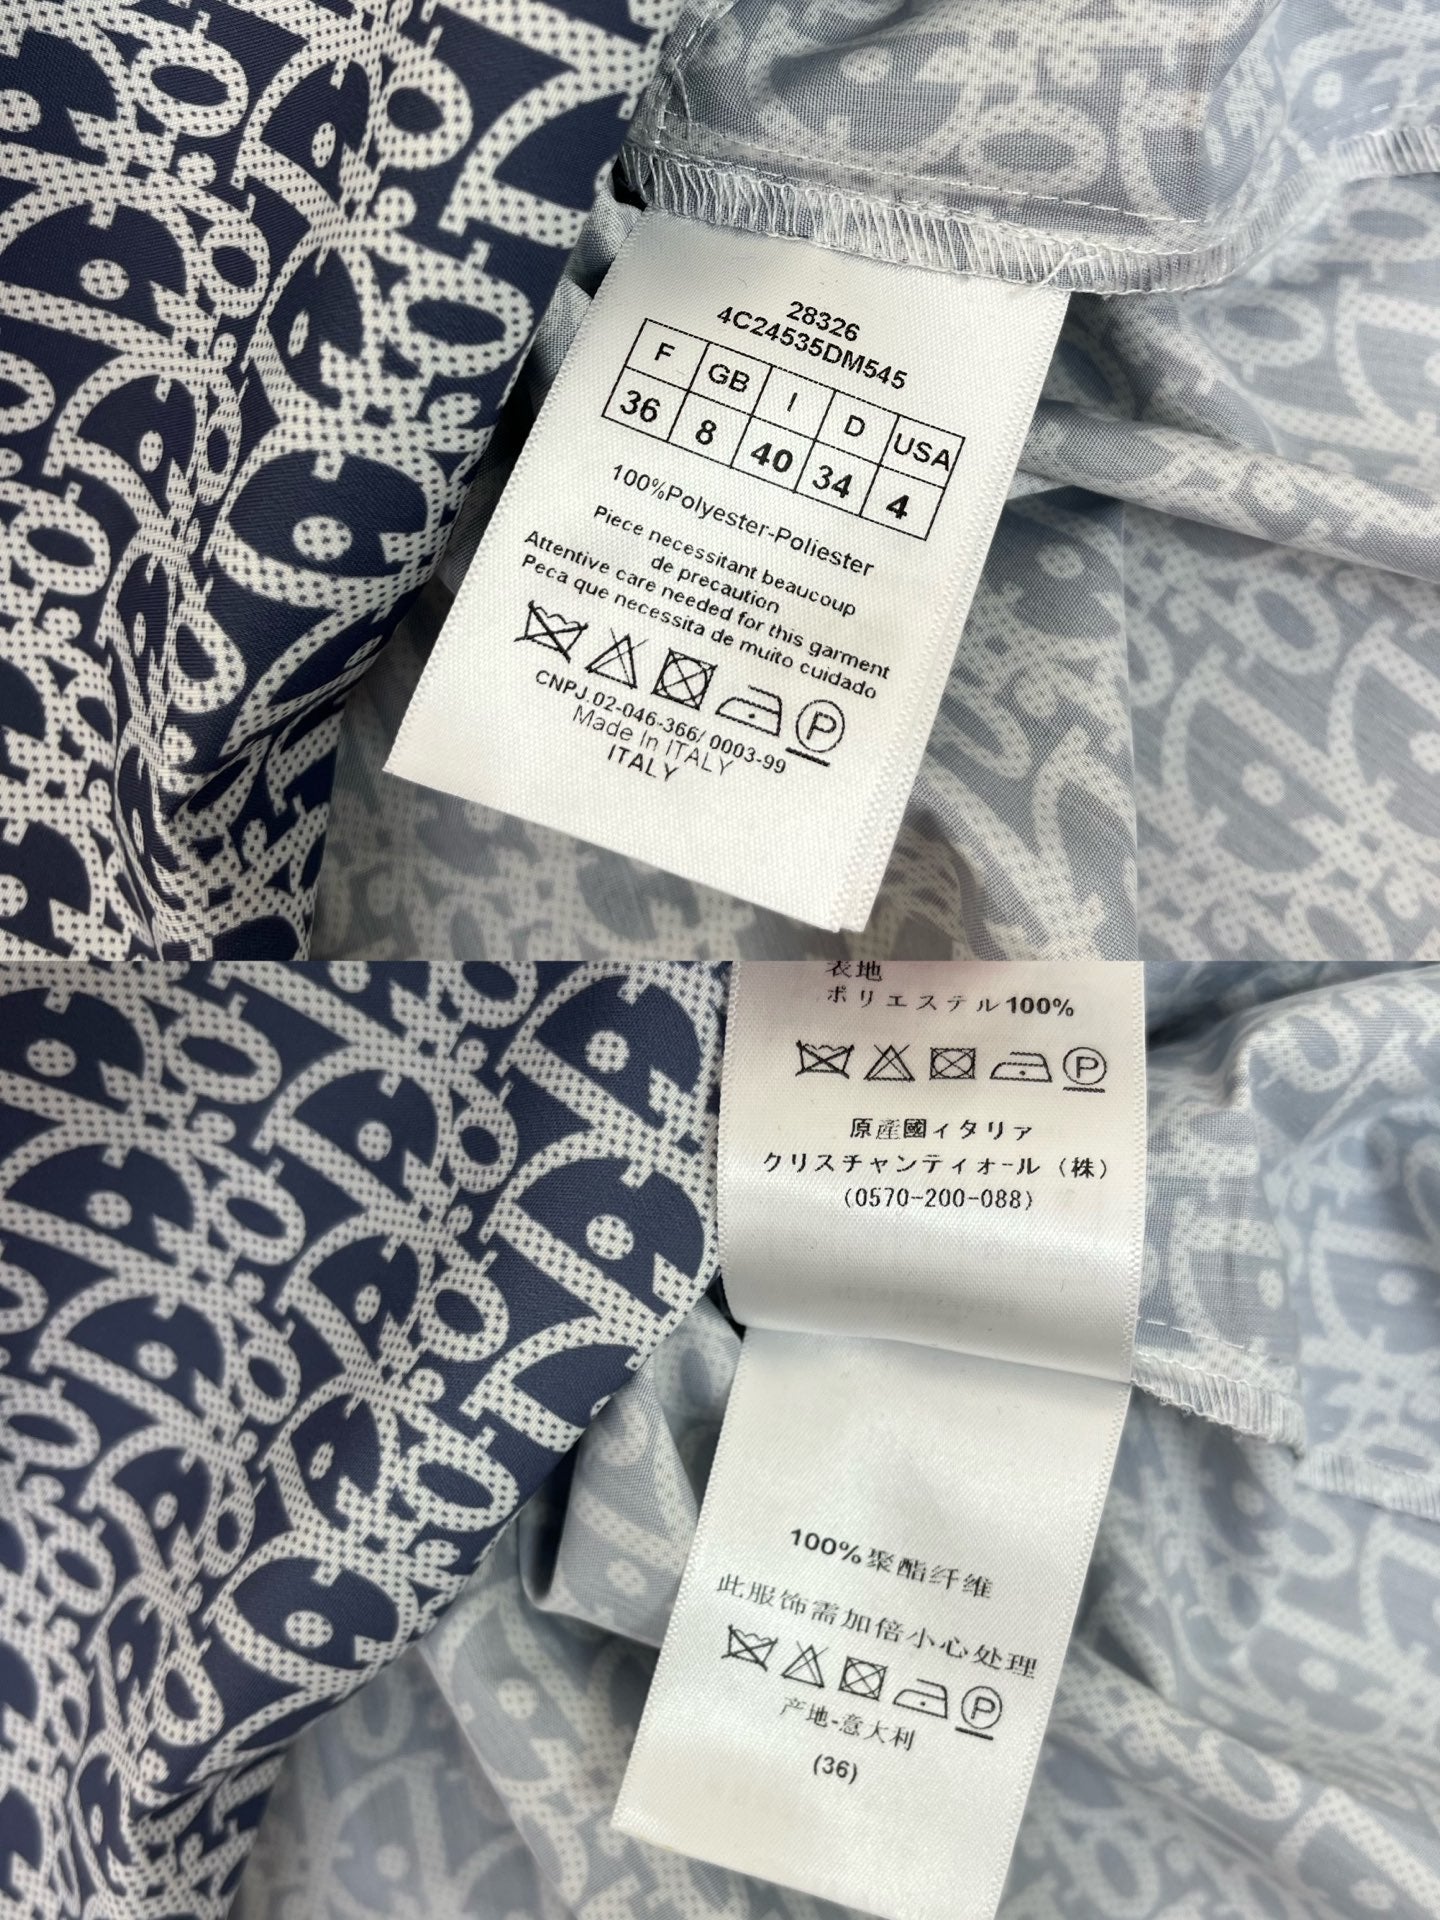 28326
4C24535DM545
F GB I D USA
36 8 40 34 4
100%Polyester-Poliester
Piece necessitant beaucoup
de precaution
Attentive care needed for this garment
Peca que necessita de muito cuidado
P
CNPJ.02-046-366/ 0003-99
Made In ITALY
ITALY
表地
ポリエステル100%
P
原産國イタリア
クリスチャンディオール（株）
(0570-200-088)
100%聚酯纤维
此服饰需加倍小心处理
P
产地-意大利
(36)